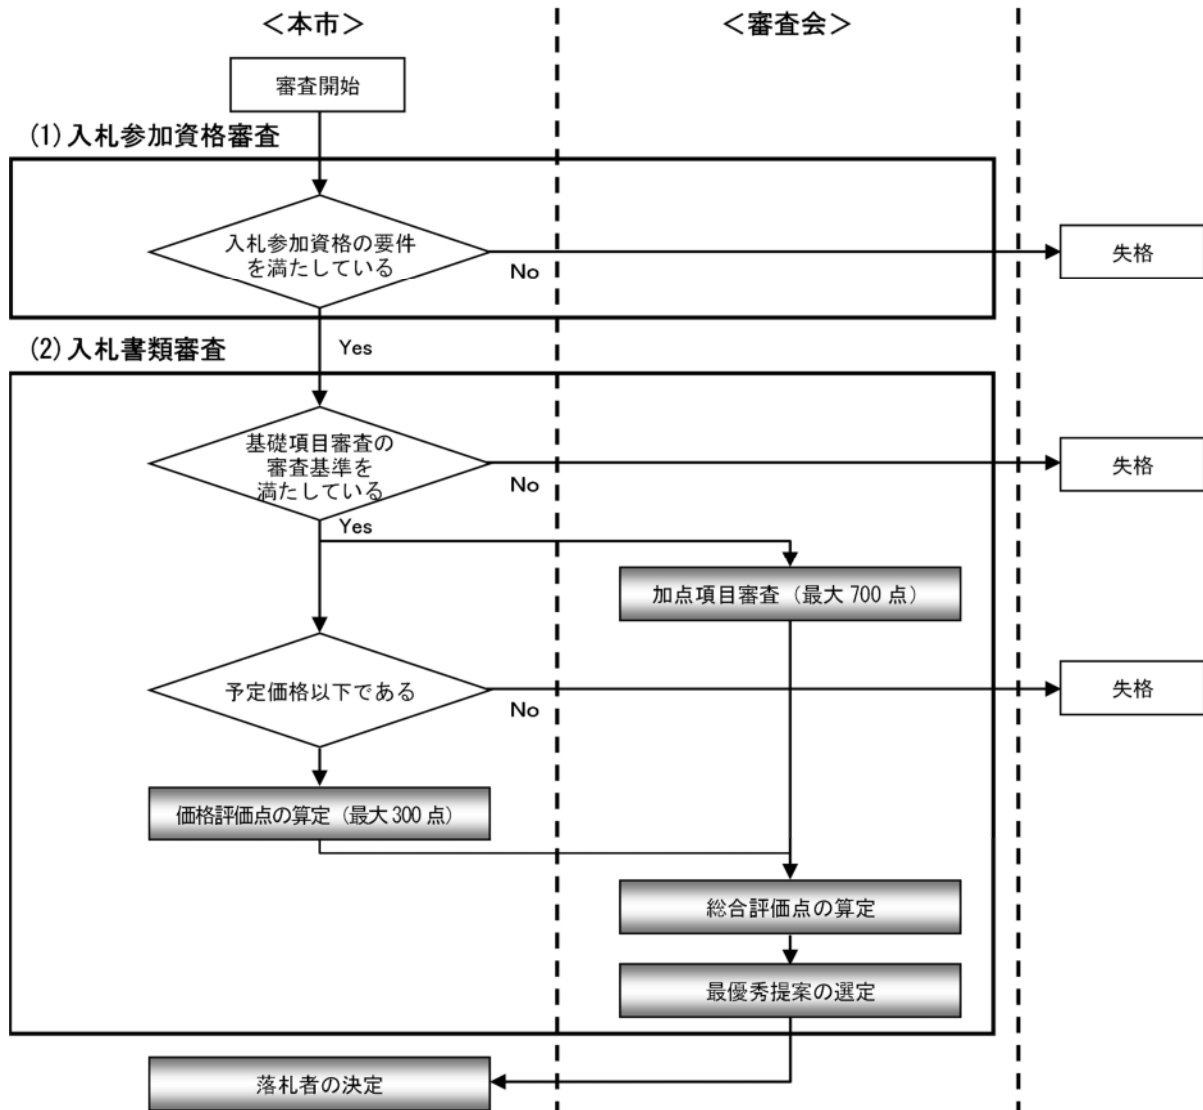 ＜本市＞
＜審査会＞
審査開始
(1) 入札参加資格審査
入札参加資格の要件
を満たしている
No
失格
Yes
(2) 入札書類審査
基礎項目審査の
審査基準を
満たしている
No
失格
Yes
加点項目審査（最大 700 点）
予定価格以下である
No
失格
価格評価点の算定（最大 300 点）
総合評価点の算定
最優秀提案の選定
落札者の決定